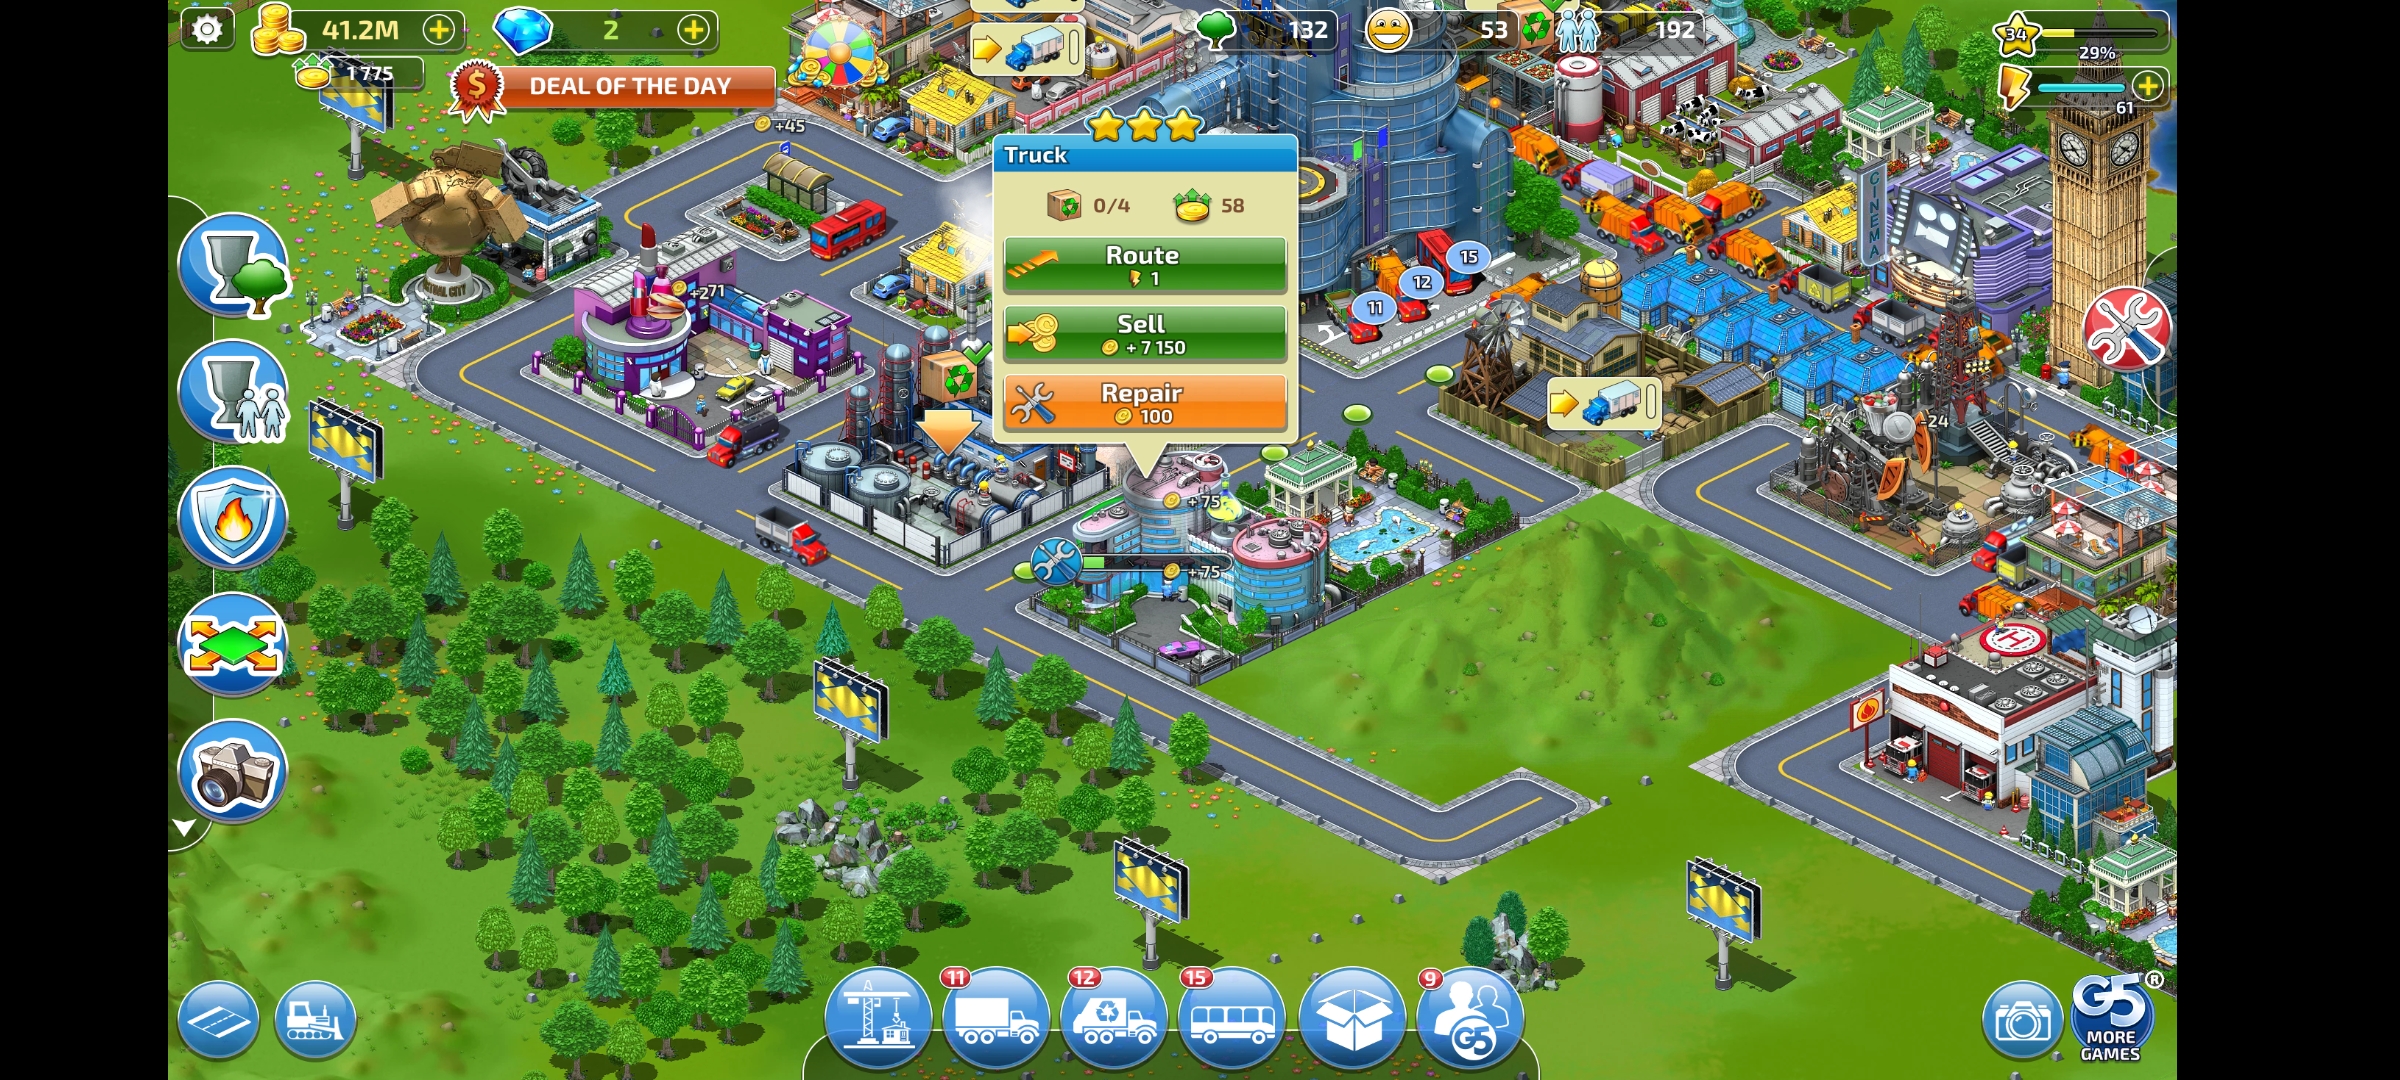 41.2M
2
132
53
192
34
29%
1 775
DEAL OF THE DAY
61
+45
Truck
0/4
58
Route
1
Sell
+ 7 150
Repair
100
+271
CINEMA
15
12
11
-24
+75
+75
H
11
12
15
9
G5
G5
®
MORE
GAMES